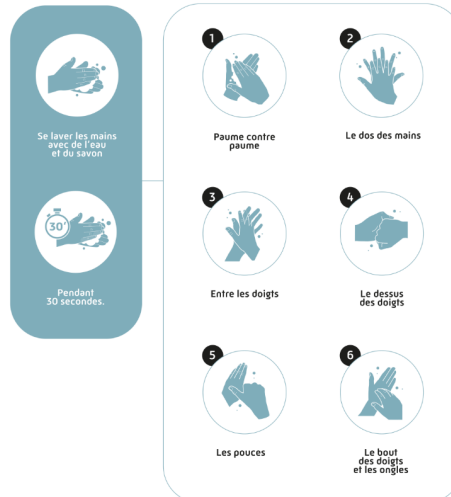 Se laver les mains
avec de l'eau
et du savon
30'
Pendant
30 secondes.
1
Paume contre
paume
2
Le dos des mains
3
Entre les doigts
4
Le dessus
des doigts
5
Les pouces
6
Le bout
des doigts
et les ongles